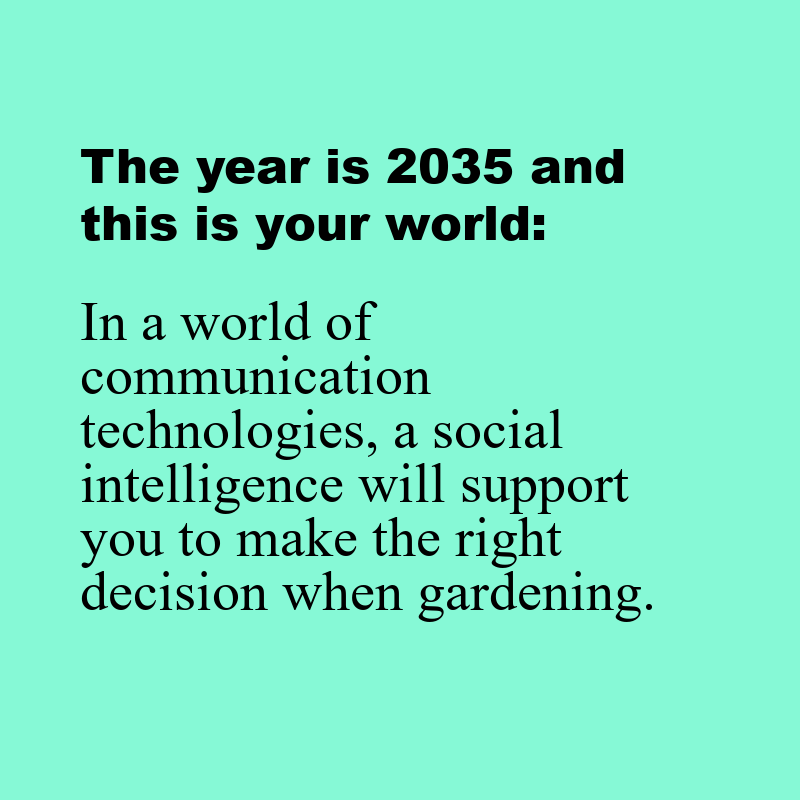 The year is 2035 and
this is your world:
In a world of
communication
technologies, a social
intelligence will support
you to make the right
decision when gardening.